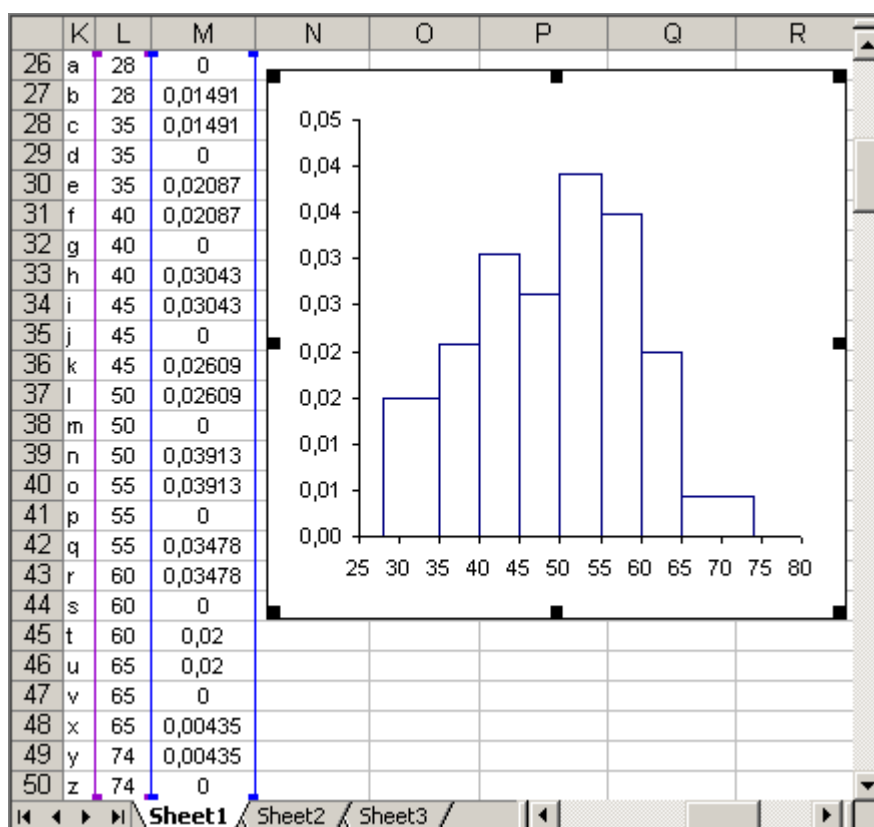 K L M N O P Q R
26 a 28 0
27 b 28 0,01491
28 c 35 0,01491
29 d 35 0
30 e 35 0,02087
31 f 40 0,02087
32 g 40 0
33 h 40 0,03043
34 i 45 0,03043
35 j 45 0
36 k 45 0,02609
37 l 50 0,02609
38 m 50 0
39 n 50 0,03913
40 o 55 0,03913
41 p 55 0
42 q 55 0,03478
43 r 60 0,03478
44 s 60 0
45 t 60 0,02
46 u 65 0,02
47 v 65 0
48 x 65 0,00435
49 y 74 0,00435
50 z 74 0
0,05
0,04
0,04
0,03
0,03
0,02
0,02
0,01
0,01
0,00
25 30 35 40 45 50 55 60 65 70 75 80
Sheet1 Sheet2 Sheet3